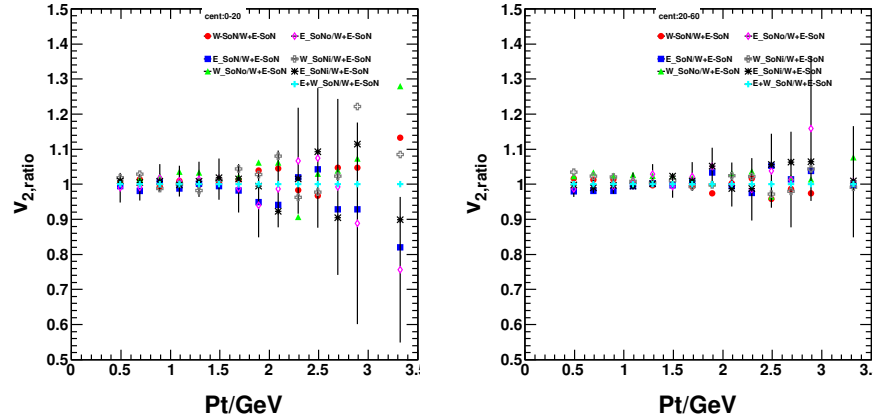 cent:0-20
W-SoN/W+E-SoN
E_SoNo/W+E-SoN
E_SoN/W+E-SoN
W_SoNi/W+E-SoN
W_SoNo/W+E-SoN
E_SoNi/W+E-SoN
E+W_SoN/W+E-SoN
1.5
1.4
1.3
1.2
1.1
1
0.9
0.8
0.7
0.6
0.5
v2,ratio
0 0.5 1 1.5 2 2.5 3 3.5
Pt/GeV
cent:20-60
W-SoN/W+E-SoN
E_SoNo/W+E-SoN
E_SoN/W+E-SoN
W_SoNi/W+E-SoN
W_SoNo/W+E-SoN
E_SoNi/W+E-SoN
E+W_SoN/W+E-SoN
1.5
1.4
1.3
1.2
1.1
1
0.9
0.8
0.7
0.6
0.5
v2,ratio
0 0.5 1 1.5 2 2.5 3 3.
Pt/GeV